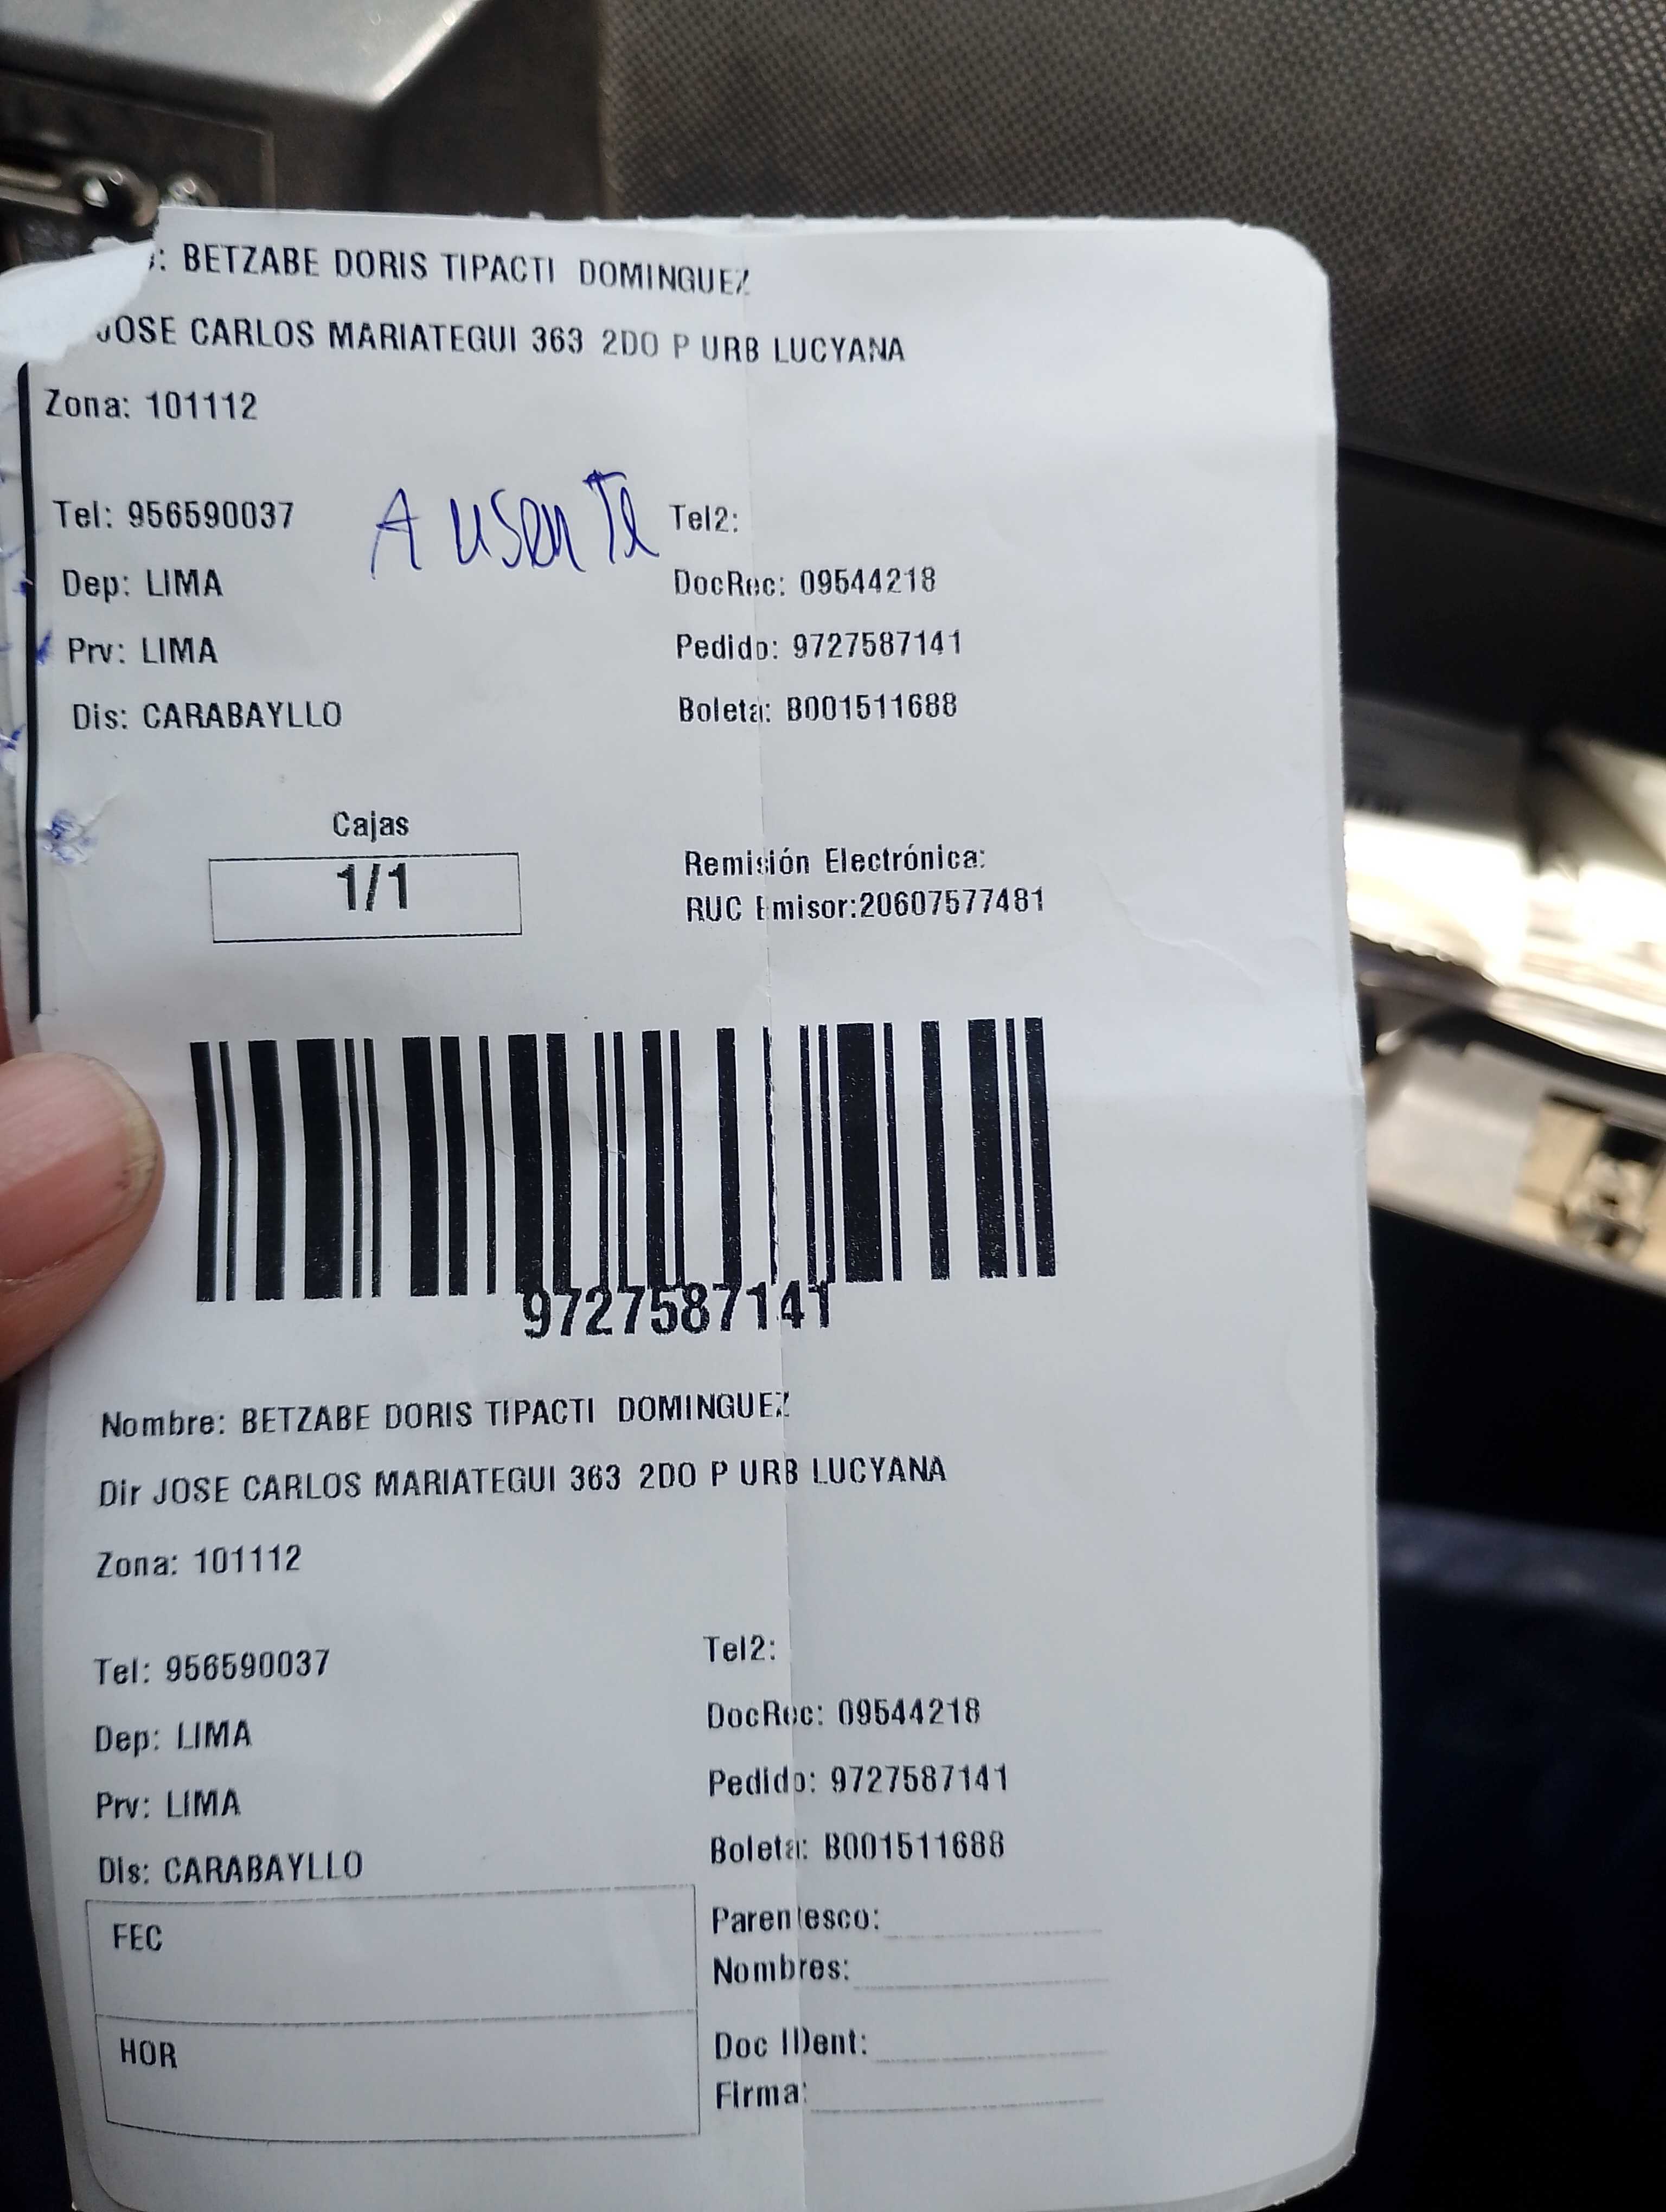 : BETZABE DORIS TIPACTI DOMINGUEZ
JOSE CARLOS MARIATEGUI 363 2DO P URB LUCYANA
Zona: 101112
Tel: 956590037 Ausente Tel2:
Dep: LIMA DocRec: 09544218
Prv: LIMA Pedido: 9727587141
Dis: CARABAYLLO Boleta: B001511688
Cajas
1/1
Remisión Electrónica:
RUC Emisor:20607577481
9727587141
Nombre: BETZABE DORIS TIPACTI DOMINGUEZ
Dir JOSE CARLOS MARIATEGUI 363 2DO P URB LUCYANA
Zona: 101112
Tel: 956590037 Tel2:
Dep: LIMA DocRec: 09544218
Prv: LIMA Pedido: 9727587141
Dis: CARABAYLLO Boleta: B001511688
FEC
HOR
Parentesco:
Nombres:
Doc IDent:
Firma: